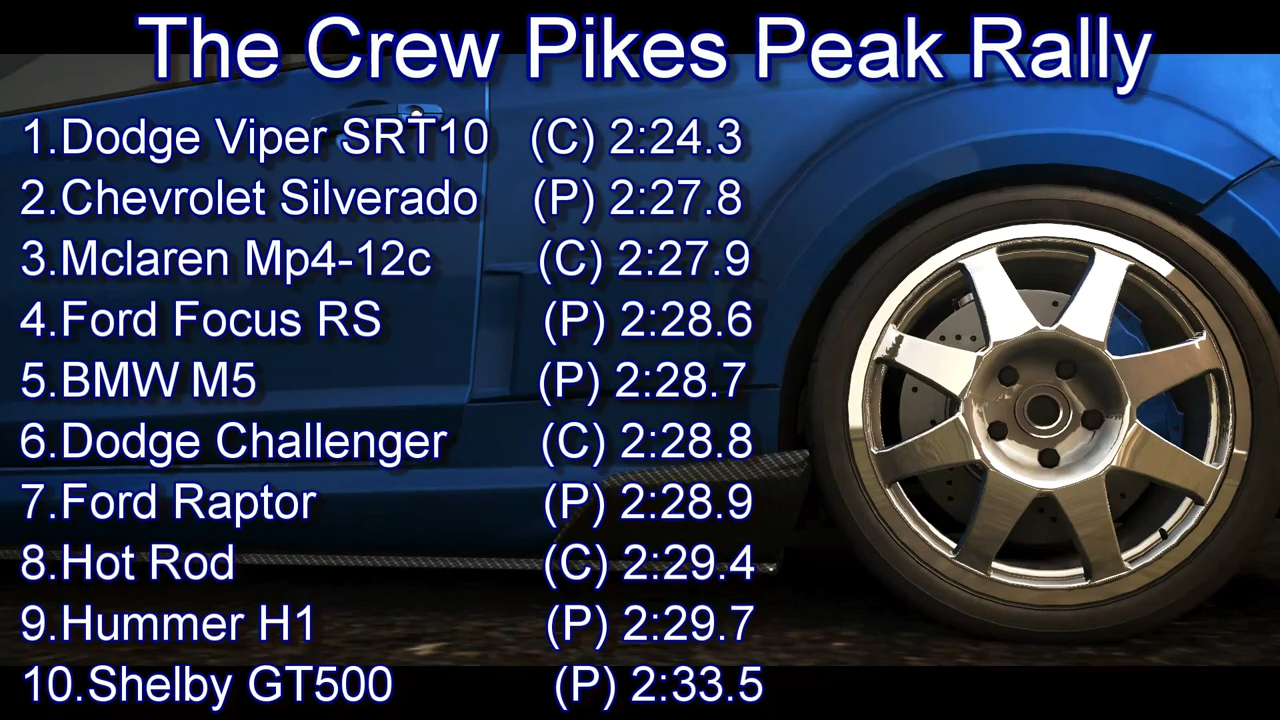 The Crew Pikes Peak Rally
1.Dodge Viper SRT10 (C) 2:24.3
2.Chevrolet Silverado (P) 2:27.8
3.Mclaren Mp4-12c (C) 2:27.9
4.Ford Focus RS (P) 2:28.6
5.BMW M5 (P) 2:28.7
6.Dodge Challenger (C) 2:28.8
7.Ford Raptor (P) 2:28.9
8.Hot Rod (C) 2:29.4
9.Hummer H1 (P) 2:29.7
10.Shelby GT500 (P) 2:33.5